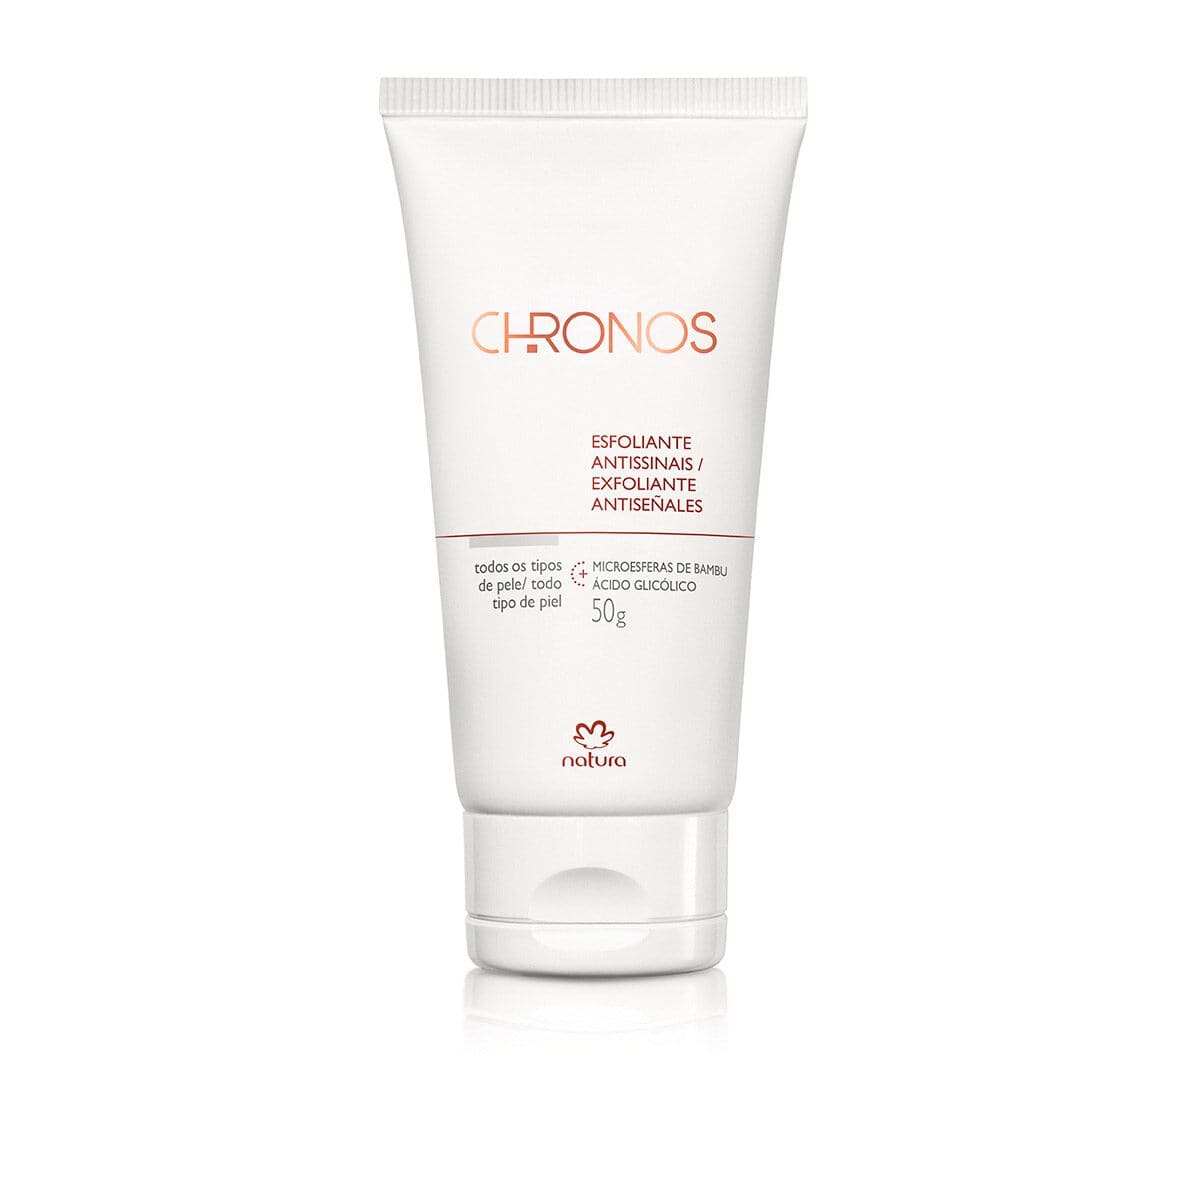 CHRONOS
ESFOLIANTE
ANTISSINAIS /
EXFOLIANTE
ANTISEÑALES
todos os tipos
de pele/ todo
tipo de piel
+ MICROESFERAS DE BAMBU
ÁCIDO GLICÓLICO
50g
natura